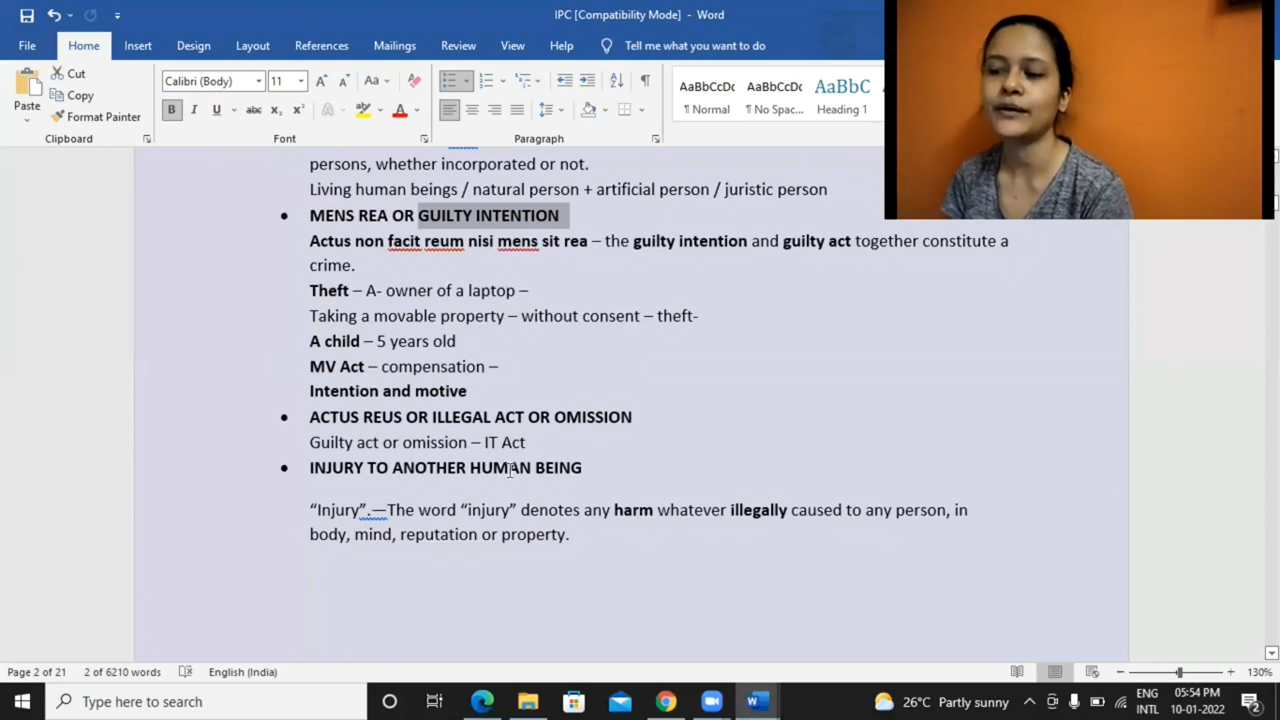 IPC [Compatibility Mode] - Word
File Home Insert Design Layout References Mailings Review View Help Tell me what you want to do
Paste
Cut
Copy
Format Painter
Clipboard
Calibri (Body) 11
Font
Paragraph
AaBbCcDc AaBbCcDc AaBbC
¶ Normal ¶ No Spac... Heading 1
persons, whether incorporated or not.
Living human beings / natural person + artificial person / juristic person
• MENS REA OR GUILTY INTENTION
Actus non facit reum nisi mens sit rea – the guilty intention and guilty act together constitute a
crime.
Theft – A- owner of a laptop –
Taking a movable property – without consent – theft-
A child – 5 years old
MV Act – compensation –
Intention and motive
• ACTUS REUS OR ILLEGAL ACT OR OMISSION
Guilty act or omission – IT Act
• INJURY TO ANOTHER HUMAN BEING
“Injury”.—The word “injury” denotes any harm whatever illegally caused to any person, in
body, mind, reputation or property.
Page 2 of 21 2 of 6210 words English (India) 130%
Type here to search
26°C Partly sunny
ENG
INTL
05:54 PM
10-01-2022
2